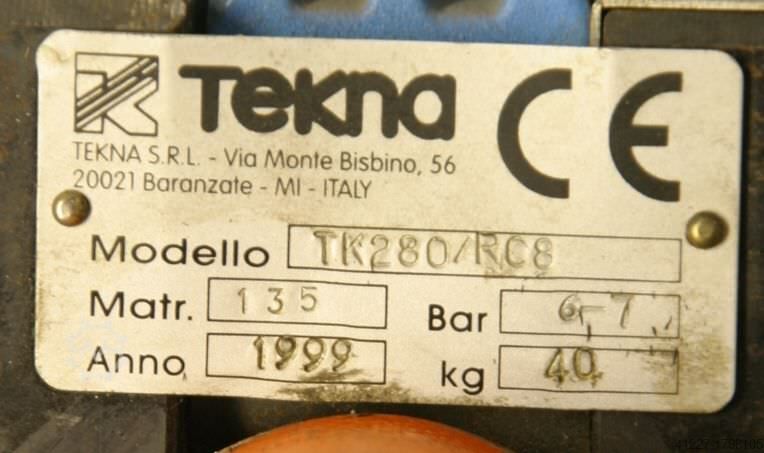 Tekna CE
TEKNA S.R.L. - Via Monte Bisbino, 56
20021 Baranzate - MI - ITALY
Modello TK280/RC8
Matr. 135 Bar 6-7
Anno 1999 kg 40